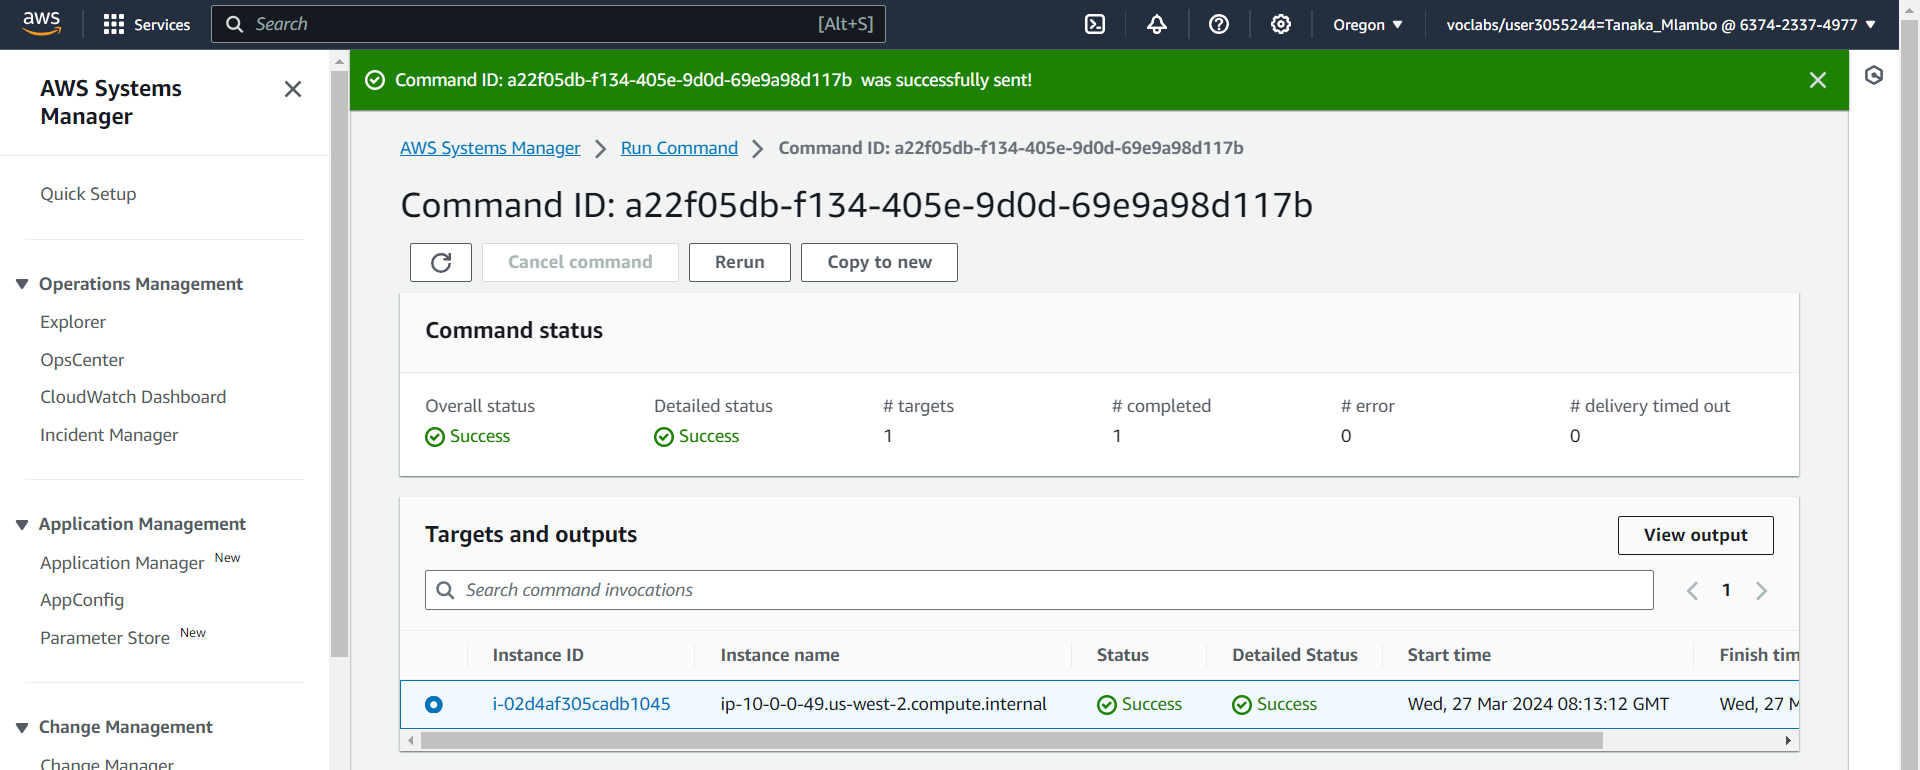 aws
Services
Search
[Alt+S]
Oregon
voclabs/user3055244=Tanaka_Mlambo @ 6374-2337-4977
AWS Systems
Manager
Quick Setup
Operations Management
Explorer
OpsCenter
CloudWatch Dashboard
Incident Manager
Application Management
Application Manager New
AppConfig
Parameter Store New
Change Management
Change Manager
Command ID: a22f05db-f134-405e-9d0d-69e9a98d117b was successfully sent!
AWS Systems Manager
Run Command
Command ID: a22f05db-f134-405e-9d0d-69e9a98d117b
Command ID: a22f05db-f134-405e-9d0d-69e9a98d117b
Cancel command
Rerun
Copy to new
Command status
Overall status
Success
Detailed status
Success
# targets
1
# completed
1
# error
0
# delivery timed out
0
Targets and outputs
View output
Search command invocations
1
Instance ID
Instance name
Status
Detailed Status
Start time
Finish tim
i-02d4af305cadb1045
ip-10-0-0-49.us-west-2.compute.internal
Success
Success
Wed, 27 Mar 2024 08:13:12 GMT
Wed, 27 M